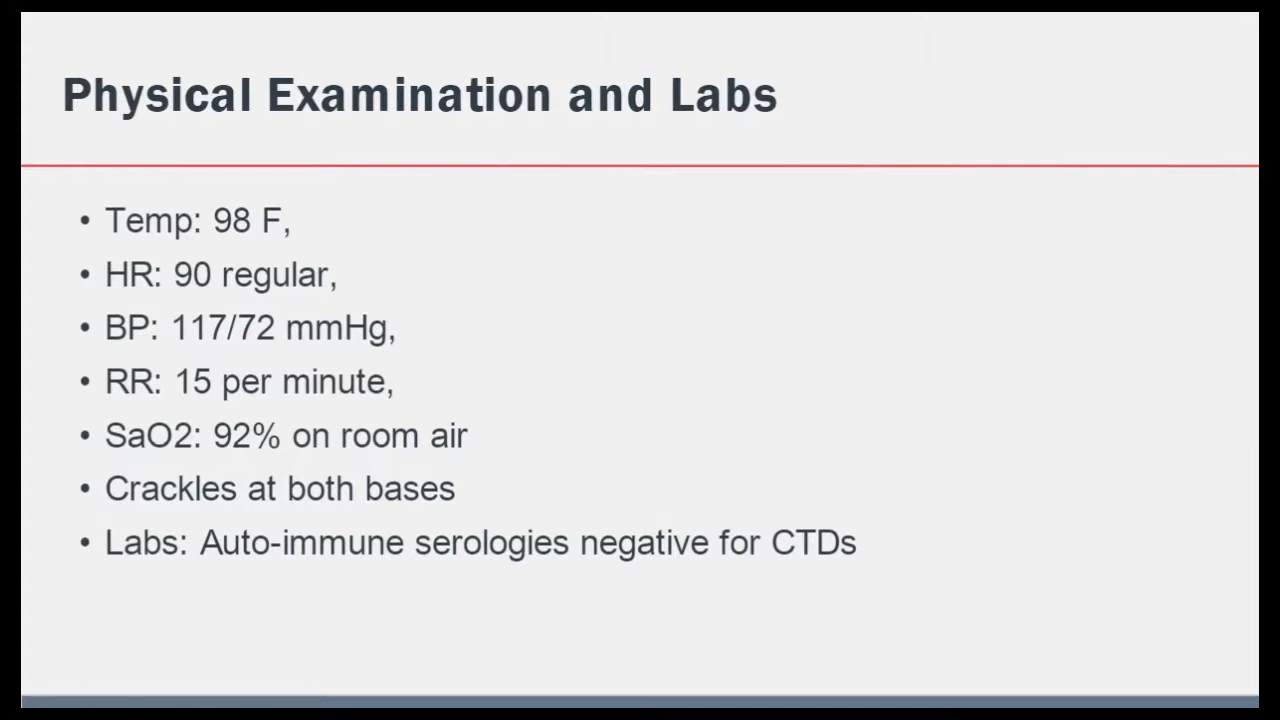 Physical Examination and Labs
• Temp: 98 F,
• HR: 90 regular,
• BP: 117/72 mmHg,
• RR: 15 per minute,
• SaO2: 92% on room air
• Crackles at both bases
• Labs: Auto-immune serologies negative for CTDs